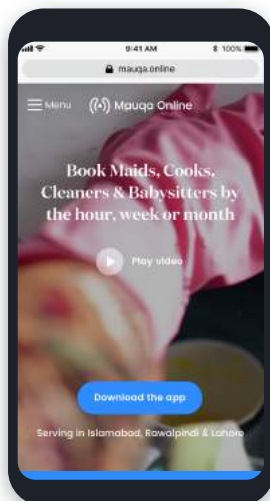 9:41 AM
100%
mauqa.online
Menu
Mauqa Online
Book Maids, Cooks,
Cleaners & Babysitters by
the hour, week or month
Play video
Download the app
Serving in Islamabad, Rawalpindi & Lahore